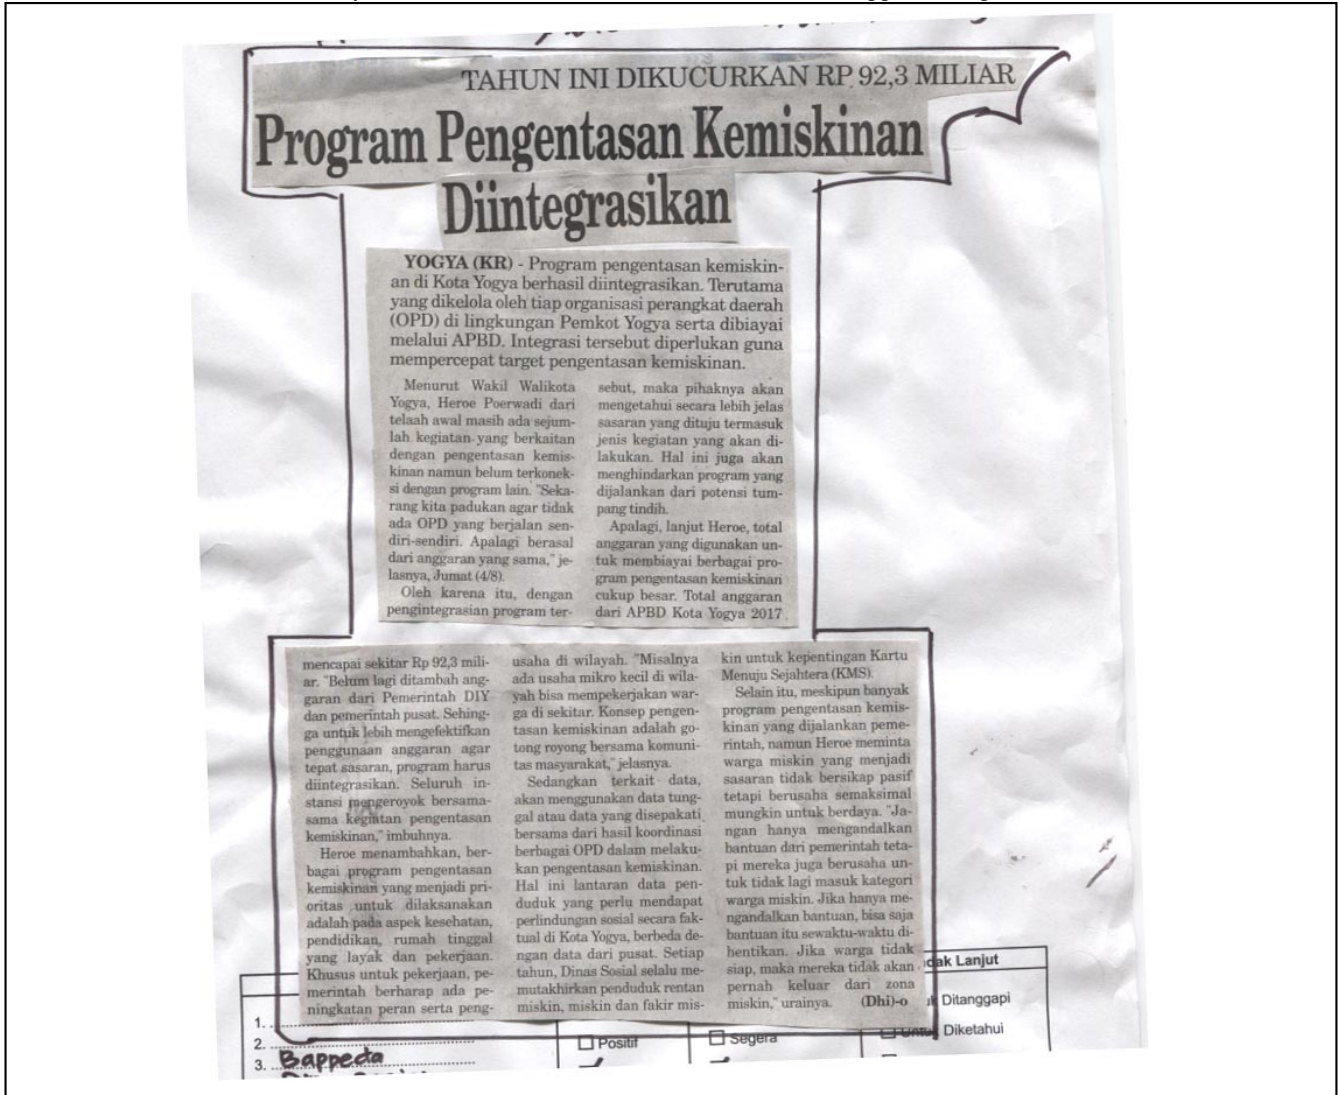 TAHUN INI DIKUCURKAN RP 92,3 MILIAR
Program Pengentasan Kemiskinan
Diintegrasikan
YOGYA (KR) - Program pengentasan kemiskin-
an di Kota Yogya berhasil diintegrasikan. Terutama
yang dikelola oleh tiap organisasi perangkat daerah
(OPD) di lingkungan Pemkot Yogya serta dibiayai
melalui APBD. Integrasi tersebut diperlukan guna
mempercepat target pengentasan kemiskinan.
Menurut Wakil Walikota
Yogya, Heroe Poerwadi dari
telaah awal masih ada sejum-
lah kegiatan yang berkaitan
dengan pengentasan kemis-
kinan namun belum terkonek-
si dengan program lain. "Seka-
rang kita padukan agar tidak
ada OPD yang berjalan sen-
diri-sendiri. Apalagi berasal
dari anggaran yang sama," je-
lasnya, Jumat (4/8).
Oleh karena itu, dengan
pengintegrasian program ter-
sebut, maka pihaknya akan
mengetahui secara lebih jelas
sasaran yang dituju termasuk
jenis kegiatan yang akan di-
lakukan. Hal ini juga akan
menghindarkan program yang
dijalankan dari potensi tum-
pang tindih.
Apalagi, lanjut Heroe, total
anggaran yang digunakan un-
tuk membiayai berbagai pro-
gram pengentasan kemiskinan
cukup besar. Total anggaran
dari APBD Kota Yogya 2017
mencapai sekitar Rp 92,3 mili-
ar. "Belum lagi ditambah ang-
garan dari Pemerintah DIY
dan pemerintah pusat. Sehing-
ga untuk lebih mengefektifkan
penggunaan anggaran agar
tepat sasaran, program harus
diintegrasikan. Seluruh in-
stansi mengeroyok bersama-
sama kegiatan pengentasan
kemiskinan," imbuhnya.
Heroe menambahkan, ber-
bagai program pengentasan
kemiskinan yang menjadi pri-
oritas untuk dilaksanakan
adalah pada aspek kesehatan,
pendidikan, rumah tinggal
yang layak dan pekerjaan.
Khusus untuk pekerjaan, pe-
merintah berharap ada pe-
ningkatan peran serta peng-
usaha di wilayah. "Misalnya
ada usaha mikro kecil di wila-
yah bisa mempekerjakan war-
ga di sekitar. Konsep pengen-
tasan kemiskinan adalah go-
tong royong bersama komuni-
tas masyarakat," jelasnya.
Sedangkan terkait data,
akan menggunakan data tung-
gal atau data yang disepakati
bersama dari hasil koordinasi
berbagai OPD dalam melaku-
kan pengentasan kemiskinan.
Hal ini lantaran data pen-
duduk yang perlu mendapat
perlindungan sosial secara fak-
tual di Kota Yogya, berbeda de-
ngan data dari pusat. Setiap
tahun, Dinas Sosial selalu me-
mutakhirkan penduduk rentan
miskin, miskin dan fakir mis-
kin untuk kepentingan Kartu
Menuju Sejahtera (KMS).
Selain itu, meskipun banyak
program pengentasan kemis-
kinan yang dijalankan peme-
rintah, namun Heroe meminta
warga miskin yang menjadi
sasaran tidak bersikap pasif
tetapi berusaha semaksimal
mungkin untuk berdaya. "Ja-
ngan hanya mengandalkan
bantuan dari pemerintah teta-
pi mereka juga berusaha un-
tuk tidak lagi masuk kategori
warga miskin. Jika hanya me-
ngandalkan bantuan, bisa saja
bantuan itu sewaktu-waktu di-
hentikan. Jika warga tidak
siap, maka mereka tidak akan
pernah keluar dari zona
miskin," urainya. (Dhi)-o
dak Lanjut
Ditanggapi
1.
2.
3. Bappeda
Positif
Segera
Untuk Diketahui